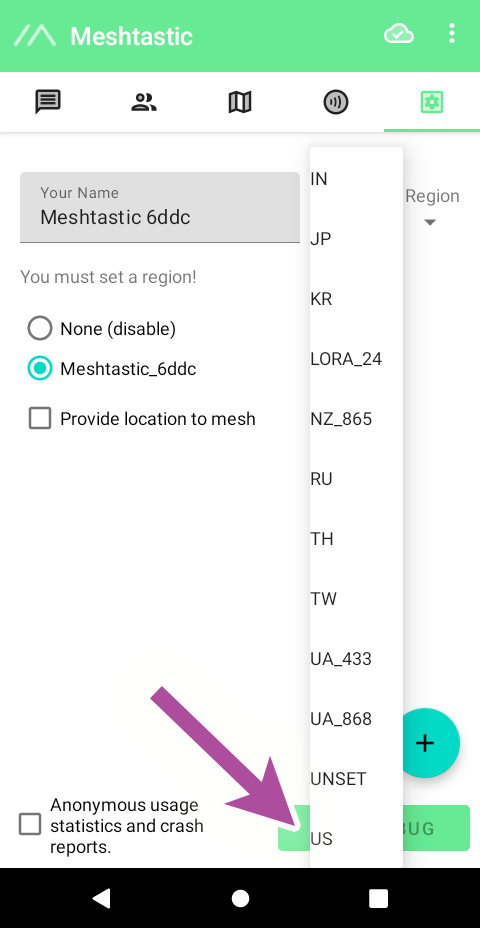 Meshtastic
Your Name
Meshtastic 6ddc
Region
You must set a region!
None (disable)
Meshtastic_6ddc
Provide location to mesh
IN
JP
KR
LORA_24
NZ_865
RU
TH
TW
UA_433
UA_868
UNSET
US
Anonymous usage
statistics and crash
reports.
BUG